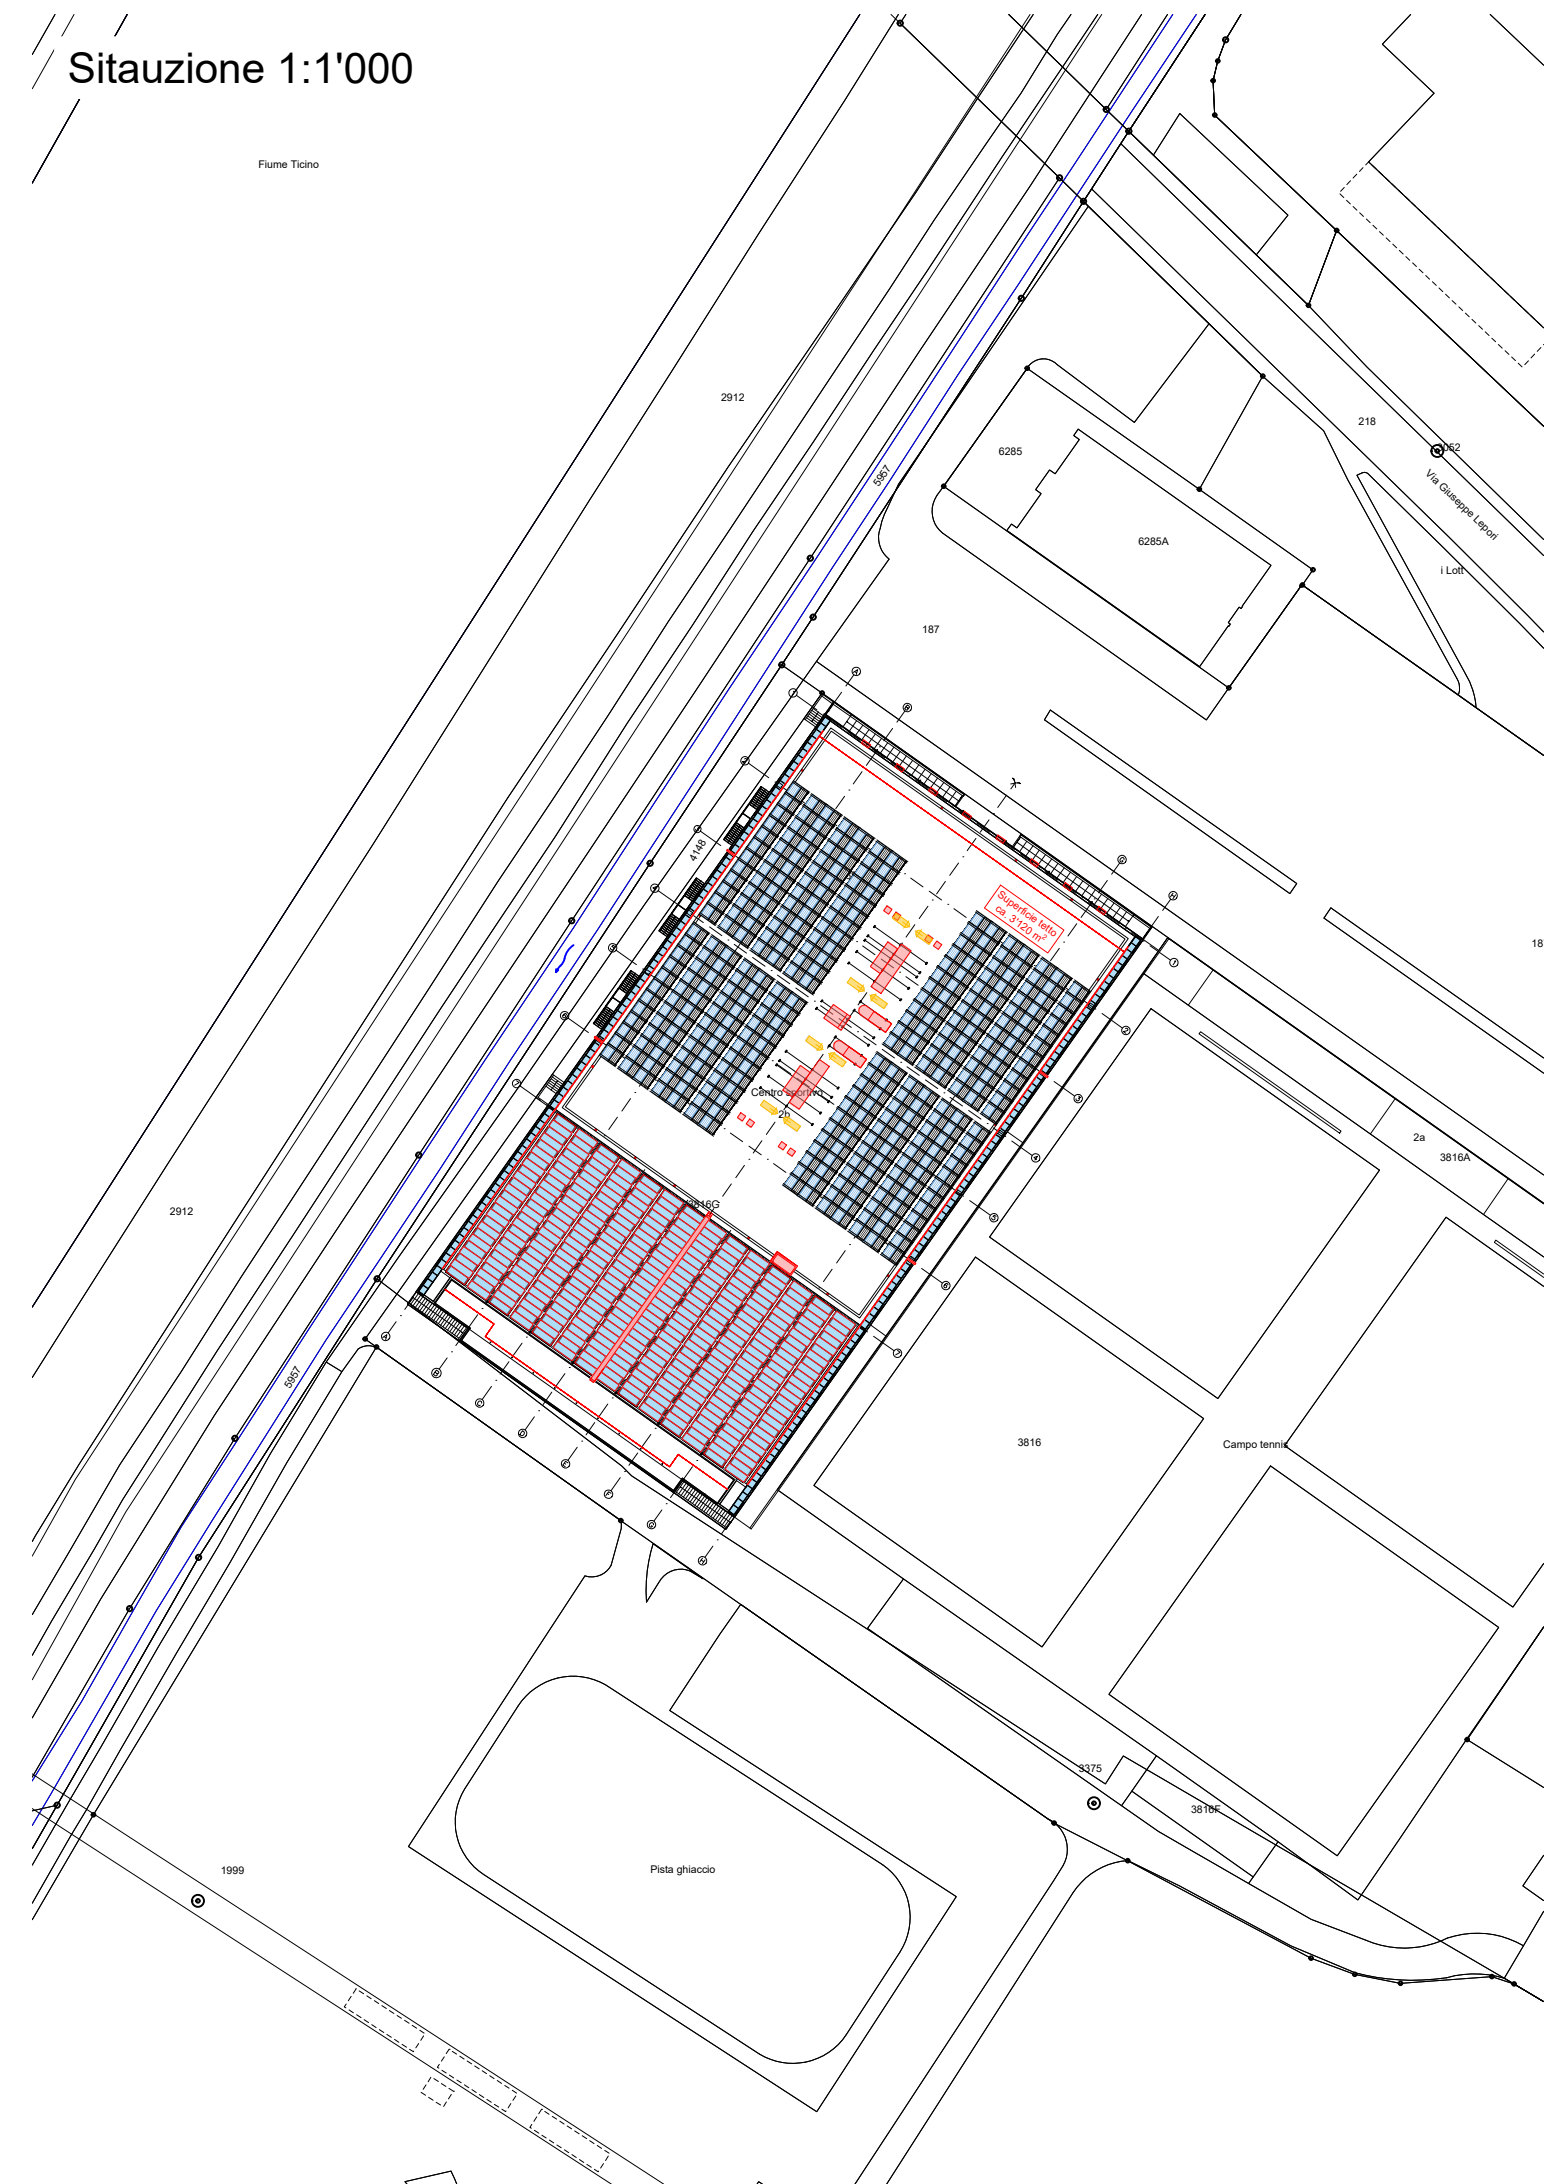 Sitauzione 1:1'000
Fiume Ticino
2912
218
6285
5957
Via Giuseppe Lepori
6285A
i Lott
187
4148
Superficie tetto
ca. 3'120 m²
18
Centro sportivo
2b
2a
3816A
3816G
2912
5957
3816
Campo tennis
3375
3816F
Pista ghiaccio
1999